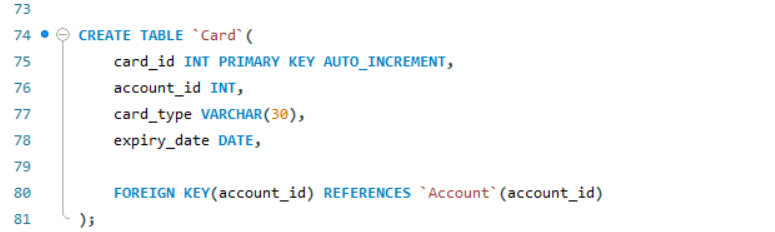 73
74 CREATE TABLE `Card`(
75 card_id INT PRIMARY KEY AUTO_INCREMENT,
76 account_id INT,
77 card_type VARCHAR(30),
78 expiry_date DATE,
79
80 FOREIGN KEY(account_id) REFERENCES `Account`(account_id)
81 );